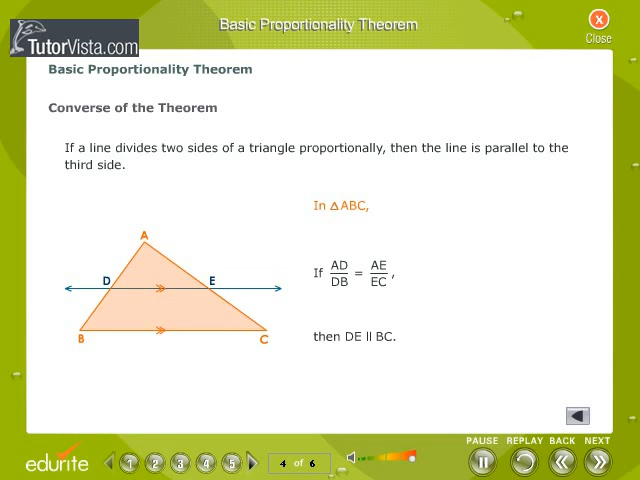 Basic Proportionality Theorem
X
Close
TutorVista.com
Basic Proportionality Theorem
Converse of the Theorem
If a line divides two sides of a triangle proportionally, then the line is parallel to the
third side.
In △ABC,
A
D
E
B
C
If AD/DB = AE/EC,
then DE ॥ BC.
PAUSE REPLAY BACK NEXT
edurite
1 2 3 4 5
4 of 6